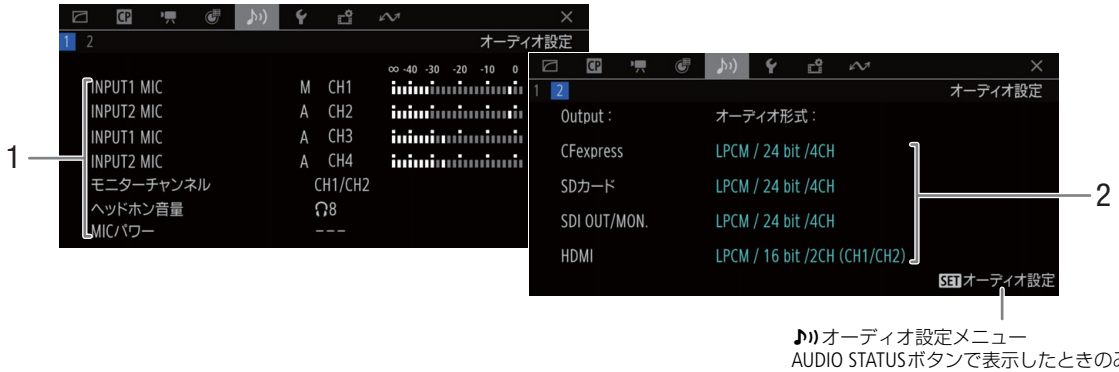 CP
1 2 オーディオ設定
∞ -40 -30 -20 -10 0
INPUT1 MIC M CH1
INPUT2 MIC A CH2
INPUT1 MIC A CH3
INPUT2 MIC A CH4
モニターチャンネル CH1/CH2
ヘッドホン音量 8
MICパワー ---
1
CP
1 2 オーディオ設定
Output : オーディオ形式 :
CFexpress LPCM / 24 bit /4CH
SDカード LPCM / 24 bit /4CH
SDI OUT/MON. LPCM / 24 bit /4CH
HDMI LPCM / 16 bit /2CH (CH1/CH2)
2
SET オーディオ設定
オーディオ設定メニュー
AUDIO STATUSボタンで表示したときの